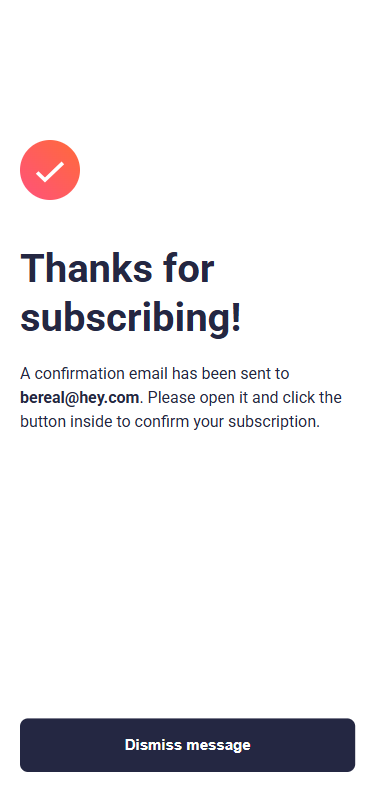 Thanks for
subscribing!
A confirmation email has been sent to
bereal@hey.com. Please open it and click the
button inside to confirm your subscription.
Dismiss message